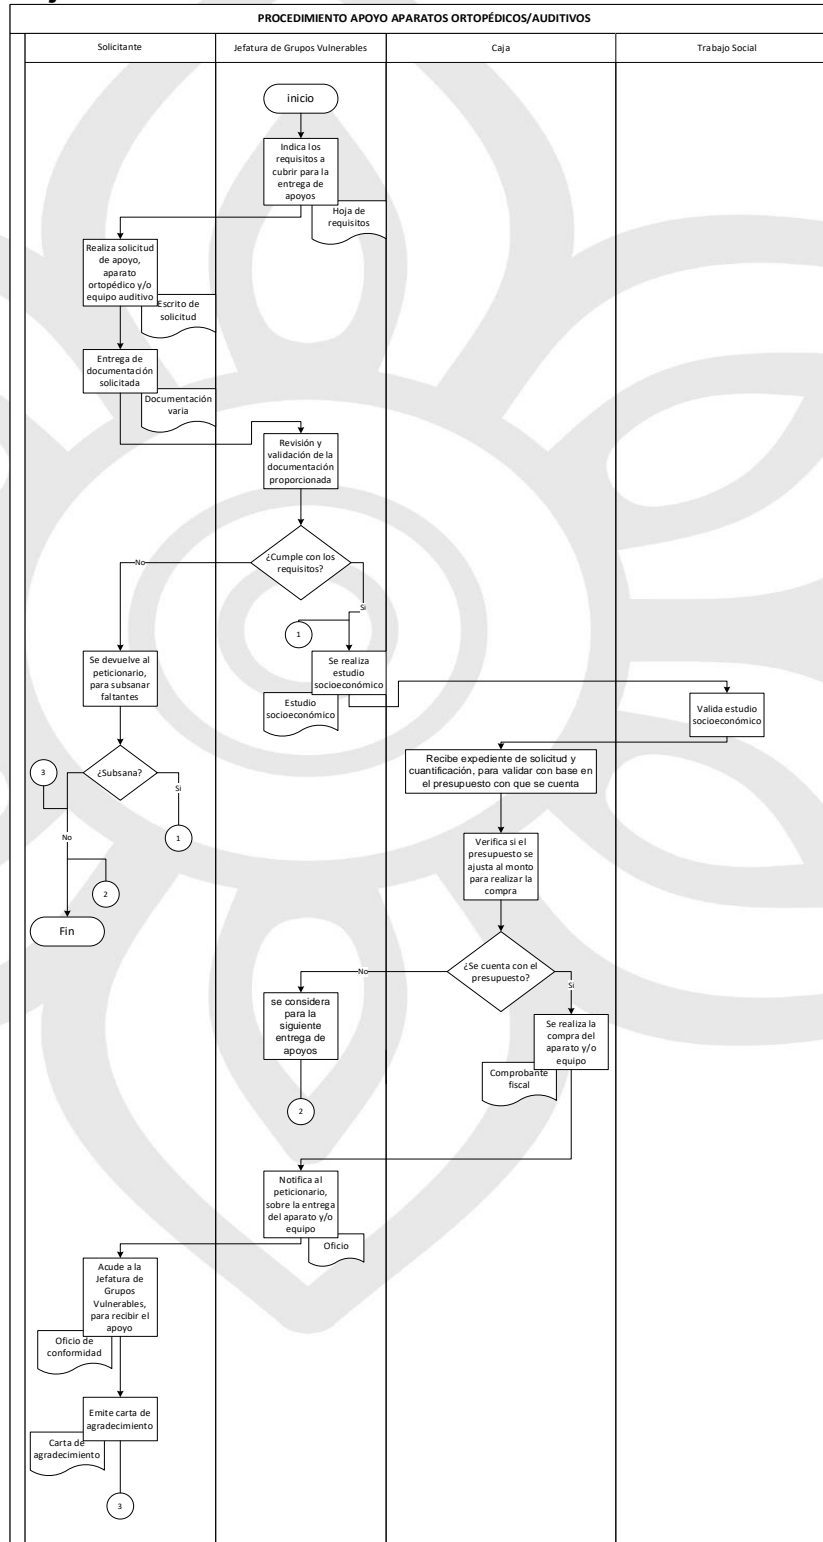 PROCEDIMIENTO APOYO APARATOS ORTOPÉDICOS/AUDITIVOS
Solicitante
Jefatura de Grupos Vulnerables
Caja
Trabajo Social
inicio
Indica los
requisitos a
cubrir para la
entrega de
apoyos
Hoja de
requisitos
Realiza solicitud
de apoyo,
aparato
ortopédico y/o
equipo auditivo
Escrito de
solicitud
Entrega de
documentación
solicitada
Documentación
varia
Revisión y
validación de la
documentación
proporcionada
¿Cumple con los
requisitos?
No
Si
1
Se devuelve al
peticionario,
para subsanar
faltantes
Se realiza
estudio
socioeconómico
Estudio
socioeconómico
Valida estudio
socioeconómico
Recibe expediente de solicitud y
cuantificación, para validar con base en
el presupuesto con que se cuenta
3
¿Subsana?
Si
No
1
2
Fin
Verifica si el
presupuesto se
ajusta al monto
para realizar la
compra
¿Se cuenta con el
presupuesto?
No
Si
se considera
para la
siguiente
entrega de
apoyos
2
Se realiza la
compra del
aparato y/o
equipo
Comprobante
fiscal
Notifica al
peticionario,
sobre la entrega
del aparato y/o
equipo
Oficio
Acude a la
Jefatura de
Grupos
Vulnerables,
para recibir el
apoyo
Oficio de
conformidad
Emite carta de
agradecimiento
Carta de
agradecimiento
3